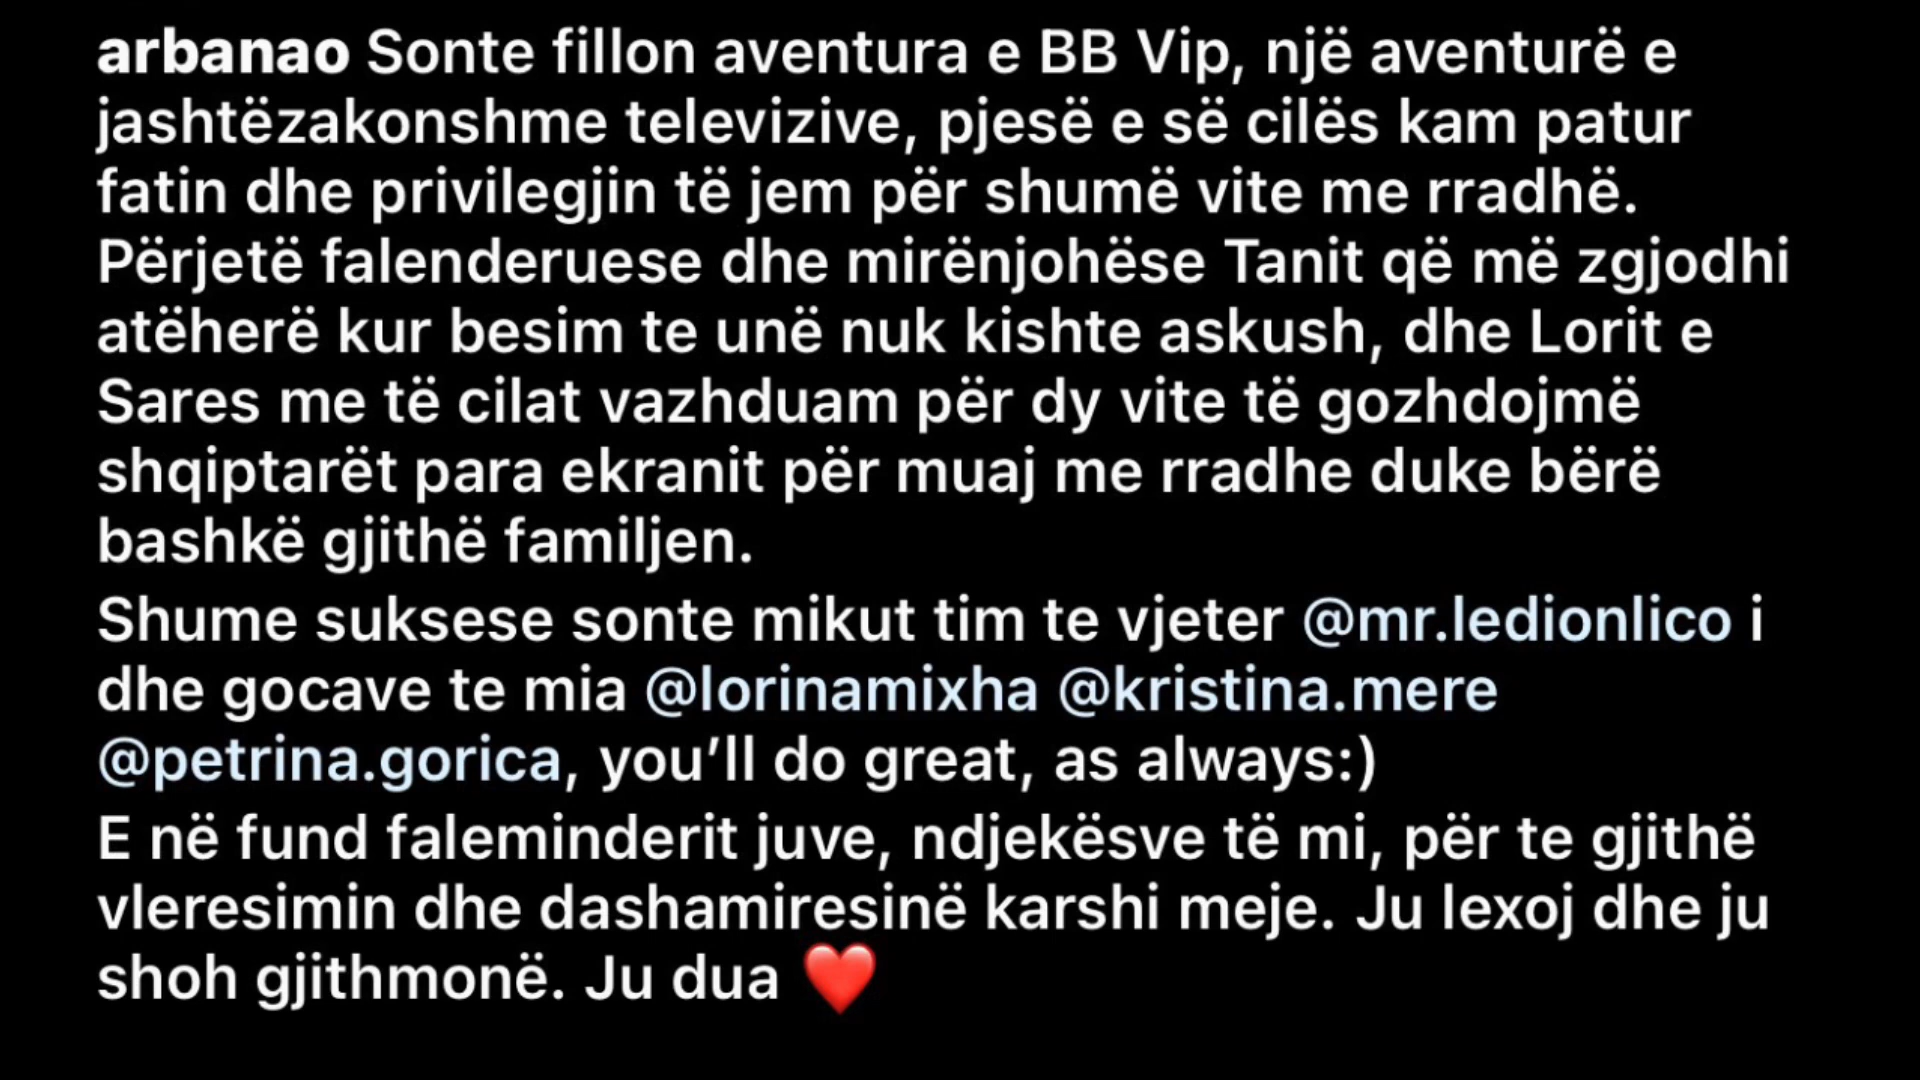 arbanao Sonte fillon aventura e BB Vip, një aventurë e
jashtëzakonshme televizive, pjesë e së cilës kam patur
fatin dhe privilegjin të jem për shumë vite me rradhë.
Përjetë falenderuese dhe mirënjohëse Tanit që më zgjodhi
atëherë kur besim te unë nuk kishte askush, dhe Lorit e
Sares me të cilat vazhduam për dy vite të gozhdojmë
shqiptarët para ekranit për muaj me rradhe duke bërë
bashkë gjithë familjen.
Shume suksese sonte mikut tim te vjeter @mr.ledionlico i
dhe gocave te mia @lorinamixha @kristina.mere
@petrina.gorica, you’ll do great, as always:)
E në fund faleminderit juve, ndjekësve të mi, për te gjithë
vleresimin dhe dashamiresinë karshi meje. Ju lexoj dhe ju
shoh gjithmonë. Ju dua ❤️